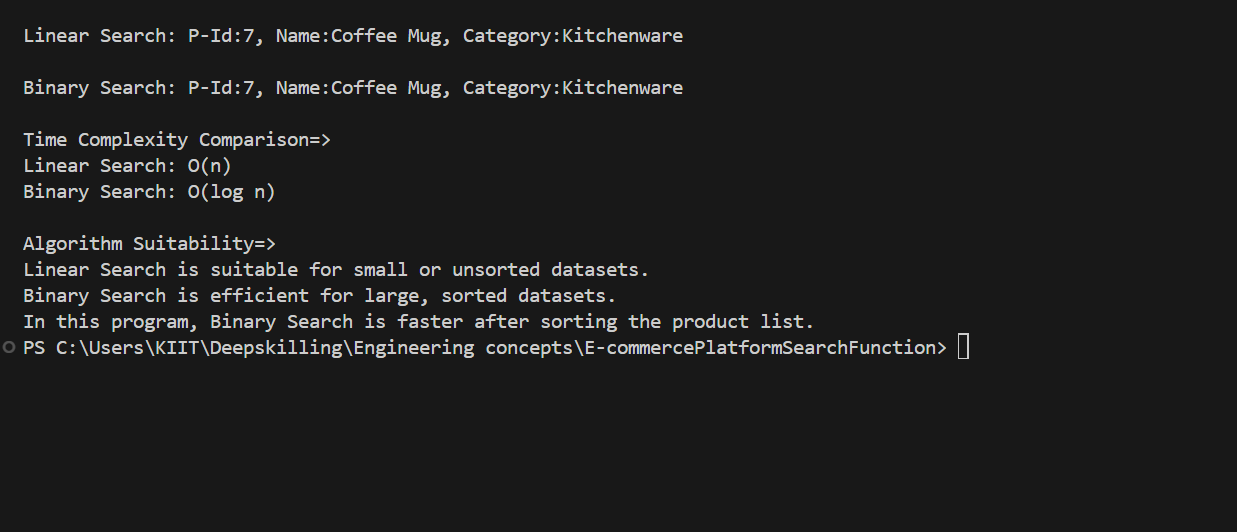 Linear Search: P-Id:7, Name:Coffee Mug, Category:Kitchenware
Binary Search: P-Id:7, Name:Coffee Mug, Category:Kitchenware
Time Complexity Comparison=>
Linear Search: O(n)
Binary Search: O(log n)
Algorithm Suitability=>
Linear Search is suitable for small or unsorted datasets.
Binary Search is efficient for large, sorted datasets.
In this program, Binary Search is faster after sorting the product list.
PS C:\Users\KIIT\Deepskilling\Engineering concepts\E-commercePlatformSearchFunction>